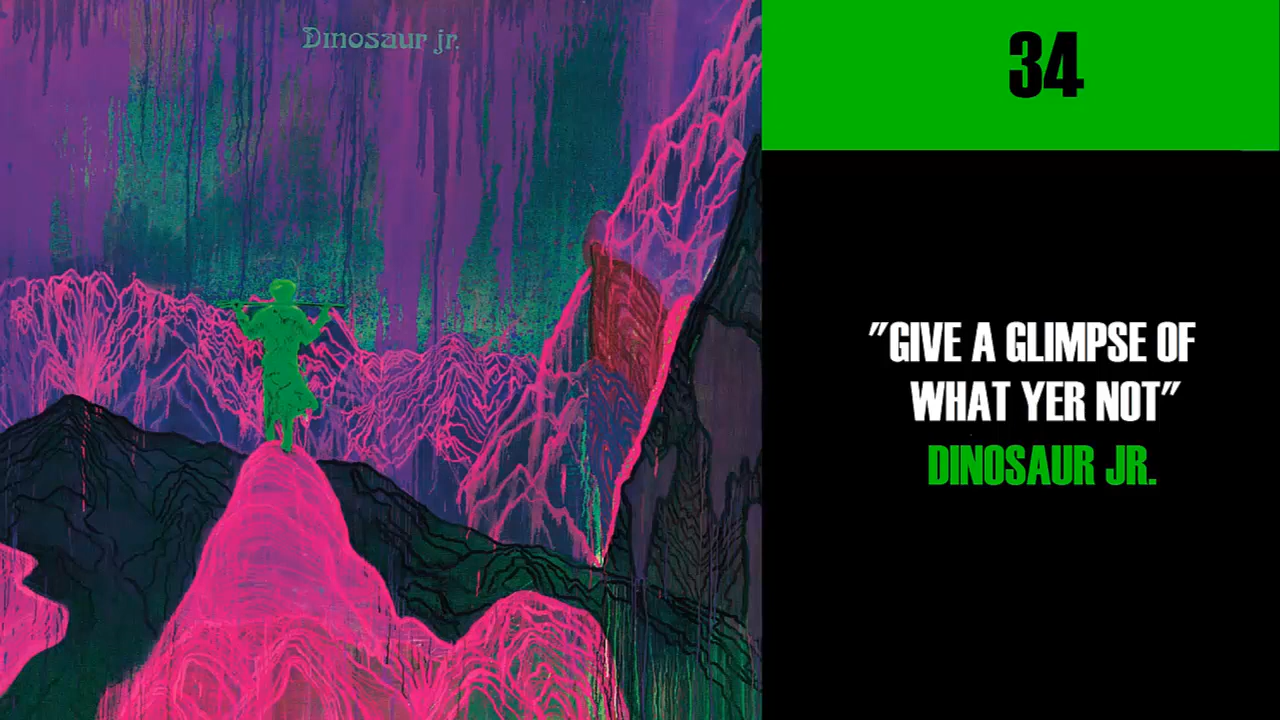 Dinosaur jr.
34
"GIVE A GLIMPSE OF
WHAT YER NOT"
DINOSAUR JR.